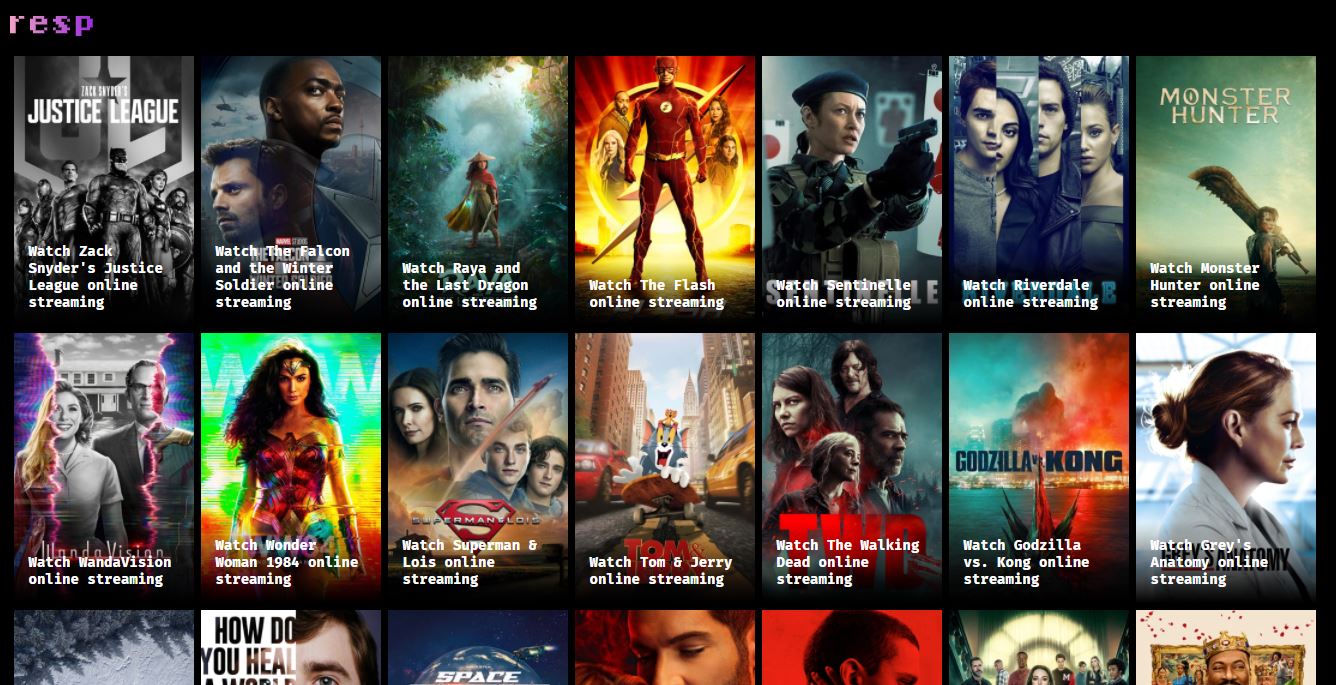 resp
ZACK SNYDER'S
JUSTICE LEAGUE
Watch Zack
Snyder's Justice
League online
streaming
MARVEL STUDIOS
Watch The Falcon
and the Winter
Soldier online
streaming
Watch Raya and
the Last Dragon
online streaming
Watch The Flash
online streaming
Watch Sentinelle
online streaming
Watch Riverdale
online streaming
MONSTER
HUNTER
Watch Monster
Hunter online
streaming
WandaVision
Watch WandaVision
online streaming
WW
Watch Wonder
Woman 1984 online
streaming
SUPERMAN & LOIS
Watch Superman &
Lois online
streaming
TOM&
Watch Tom & Jerry
online streaming
TWD
Watch The Walking
Dead online
streaming
GODZILLA vs. KONG
Watch Godzilla
vs. Kong online
streaming
GREY'S ANATOMY
Watch Grey's
Anatomy online
streaming
HOW DO
YOU HEAL
SPACE